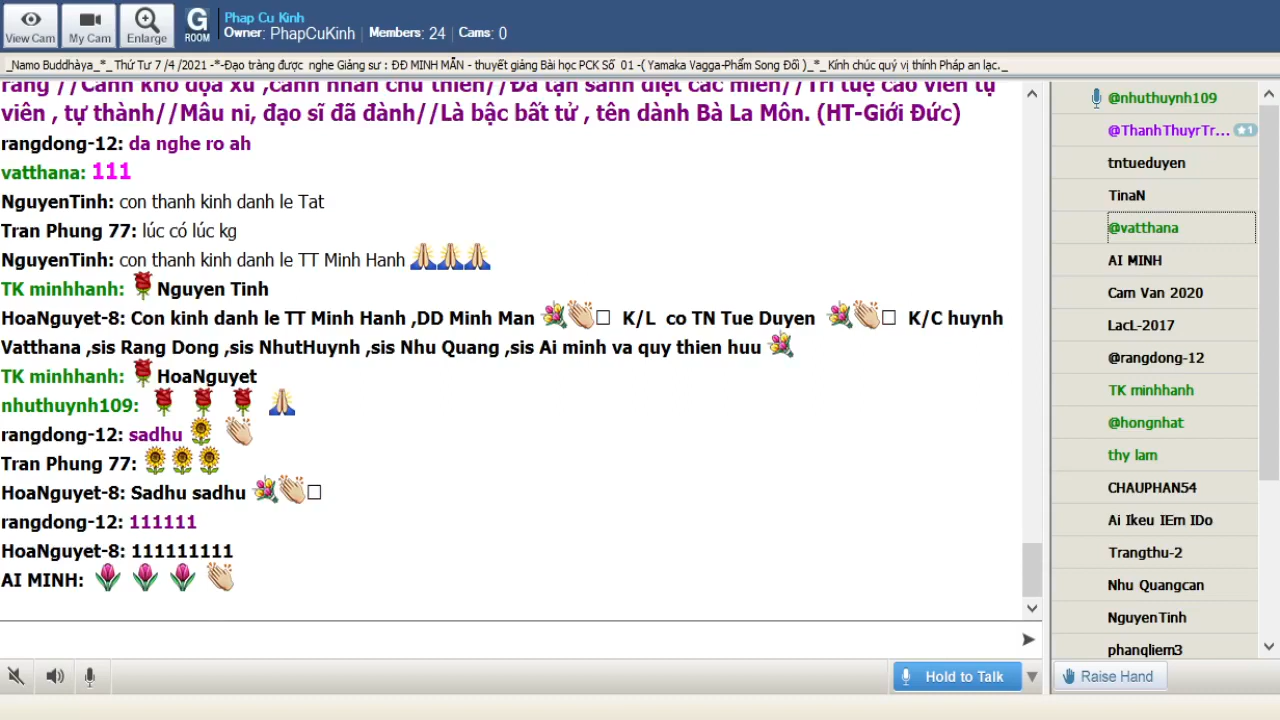 View Cam
My Cam
Enlarge
G
ROOM
Phap Cu Kinh
Owner: PhapCuKinh | Members: 24 | Cams: 0
_Namo Buddhàya_*_ Thứ Tư 7 /4 /2021 -*-Đạo tràng được nghe Giảng sư : ĐĐ MINH MẪN - thuyết giảng Bài học PCK Số 01 -( Yamaka Vagga-Phẩm Song Đối )_*_ Kính chúc quý vị thính Pháp an lạc._
viên , tự thành//Mâu ni, đạo sĩ đã đành//Là bậc bất tử , tên dành Bà La Môn. (HT-Giới Đức)
rangdong-12: da nghe ro ah
vatthana: 111
NguyenTinh: con thanh kinh danh le Tat
Tran Phung 77: lúc có lúc kg
NguyenTinh: con thanh kinh danh le TT Minh Hanh 🙏🙏🙏
TK minhhanh: 🌹Nguyen Tinh
HoaNguyet-8: Con kinh danh le TT Minh Hanh ,DD Minh Man 💐👏□ K/L co TN Tue Duyen 💐👏□ K/C huynh
Vatthana ,sis Rang Dong ,sis NhutHuynh ,sis Nhu Quang ,sis Ai minh va quy thien huu 💐
TK minhhanh: 🌹HoaNguyet
nhuthuynh109: 🌹 🌹 🌹 🙏
rangdong-12: sadhu 🌻 👏
Tran Phung 77: 🌻🌻🌻
HoaNguyet-8: Sadhu sadhu 💐👏□
rangdong-12: 111111
HoaNguyet-8: 111111111
AI MINH: 🌷 🌷 🌷 👏
@nhuthuynh109
@ThanhThuyrTr... ★1
tntueduyen
TinaN
@vatthana
AI MINH
Cam Van 2020
LacL-2017
@rangdong-12
TK minhhanh
@hongnhat
thy lam
CHAUPHAN54
Ai Ikeu IEm IDo
Trangthu-2
Nhu Quangcan
NguyenTinh
phanqliem3
Hold to Talk
Raise Hand